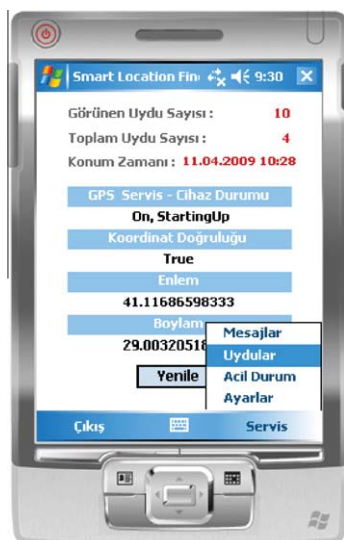 Smart Location Fin 9:30
Görünen Uydu Sayısı : 10
Toplam Uydu Sayısı : 4
Konum Zamanı : 11.04.2009 10:28
GPS Servis - Cihaz Durumu
On, StartingUp
Koordinat Doğruluğu
True
Enlem
41.11686598333
Boylam
29.00320518
Yenile
Mesajlar
Uydular
Acil Durum
Ayarlar
Çıkış Servis